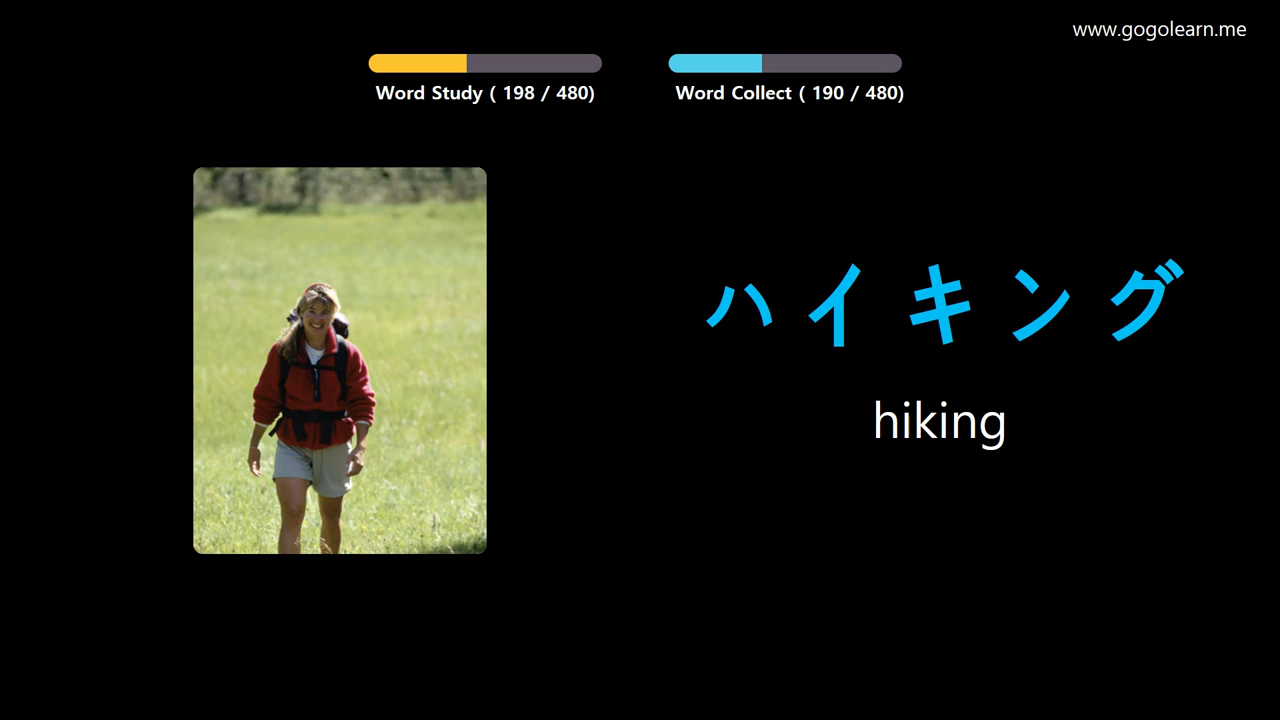 www.gogolearn.me
Word Study ( 198 / 480)
Word Collect ( 190 / 480)
ハイキング
hiking